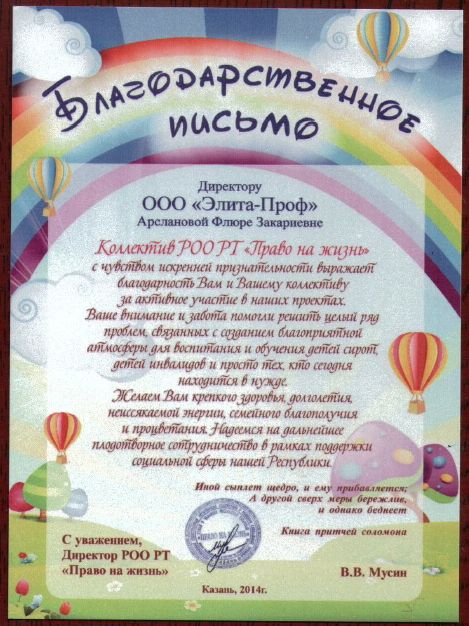 Благодарственное
письмо
Директору
ООО «Элита-Проф»
Арслановой Флюре Закариевне
Коллектив РОО РТ «Право на жизнь»
с чувством искренней признательности выражает
благодарность Вам и Вашему коллективу
за активное участие в наших проектах.
Ваше внимание и забота помогли решить целый ряд
проблем, связанных с созданием благоприятной
атмосферы для воспитания и обучения детей сирот,
детей инвалидов и просто тех, кто сегодня
находится в нужде.
Желаем Вам крепкого здоровья, долголетия,
неиссякаемой энергии, семейного благополучия
и процветания. Надеемся на дальнейшее
плодотворное сотрудничество в рамках поддержки
социальной сферы нашей Республики.
Иной сыплет щедро, и ему прибавляется;
А другой сверх меры бережлив,
и однако беднеет
Книга притчей соломона
«ПРАВО НА ЖИЗНЬ»
С уважением,
Директор РОО РТ
«Право на жизнь»
В.В. Мусин
Казань, 2014г.